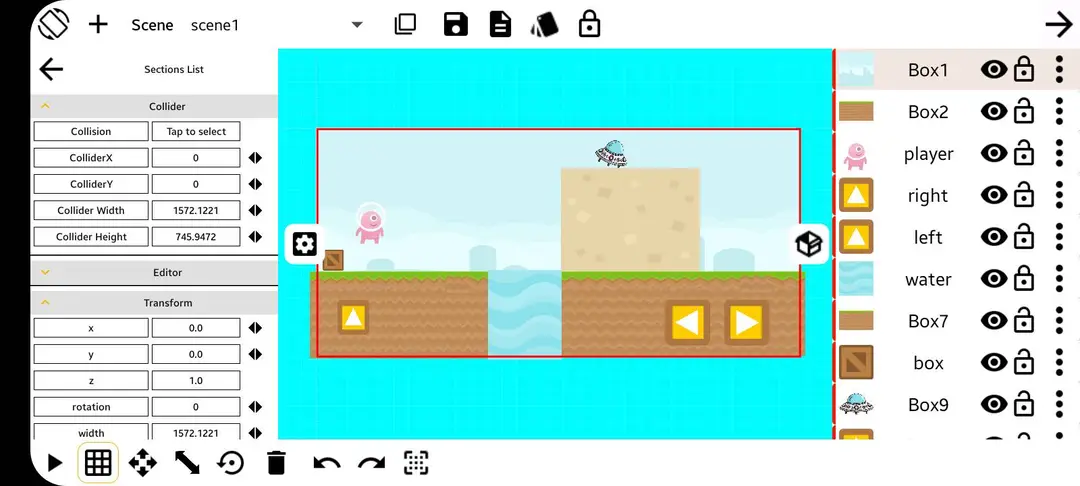 Scene scene1
Sections List
Collider
Collision Tap to select
ColliderX 0
ColliderY 0
Collider Width 1572.1221
Collider Height 745.9472
Editor
Transform
x 0.0
y 0.0
z 1.0
rotation 0
width 1572.1221
Box1
Box2
player
right
left
water
Box7
box
Box9